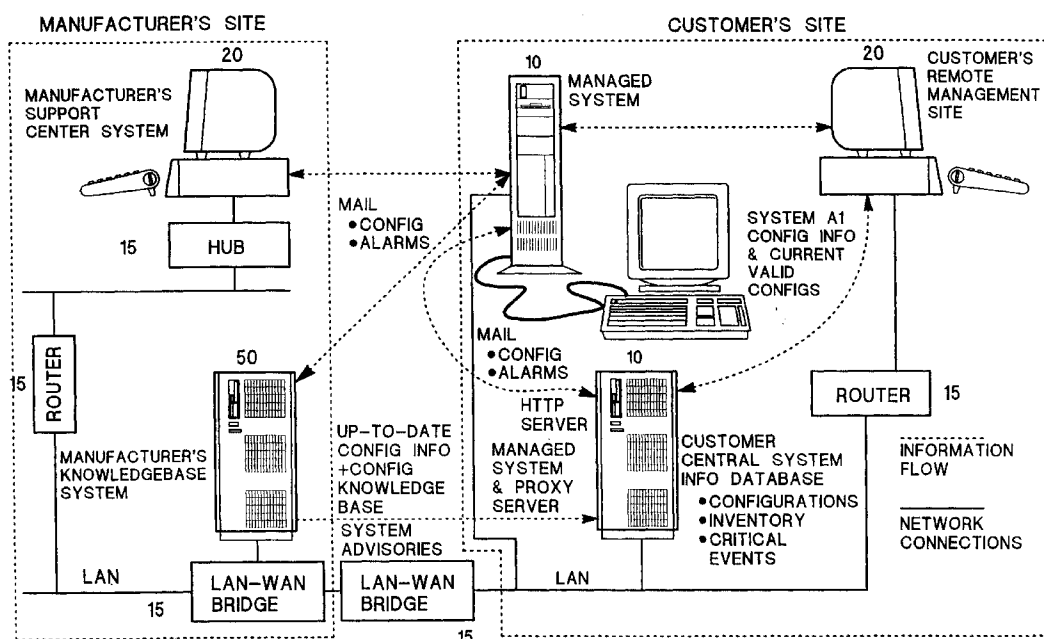 MANUFACTURER'S SITE
20
MANUFACTURER'S
SUPPORT
CENTER SYSTEM
15
HUB
MAIL
●CONFIG
●ALARMS
15
ROUTER
50
MANUFACTURER'S
KNOWLEDGEBASE
SYSTEM
UP-TO-DATE
CONFIG INFO
+CONFIG
KNOWLEDGE
BASE
SYSTEM
ADVISORIES
LAN
15
LAN-WAN
BRIDGE
LAN-WAN
BRIDGE
15
CUSTOMER'S SITE
10
MANAGED
SYSTEM
20
CUSTOMER'S
REMOTE
MANAGEMENT
SITE
SYSTEM A1
CONFIG INFO
& CURRENT
VALID
CONFIGS
MAIL
●CONFIG
●ALARMS
10
HTTP
SERVER
MANAGED
SYSTEM
& PROXY
SERVER
CUSTOMER
CENTRAL SYSTEM
INFO DATABASE
●CONFIGURATIONS
●INVENTORY
●CRITICAL
EVENTS
ROUTER
15
LAN
INFORMATION
FLOW
NETWORK
CONNECTIONS